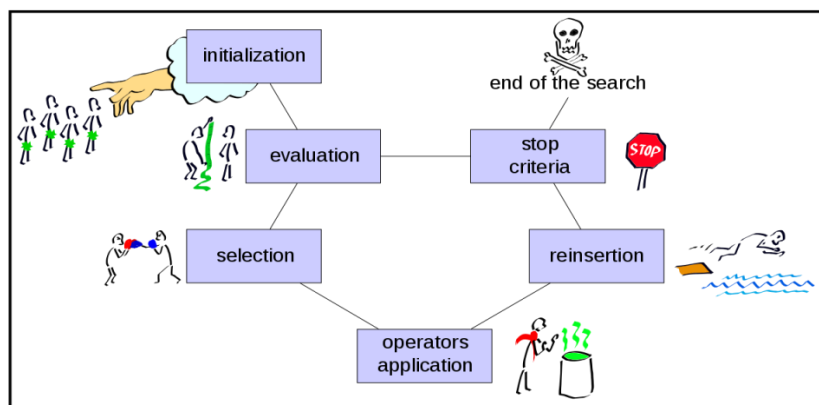 initialization
end of the search
evaluation
stop
criteria
STOP
selection
reinsertion
operators
application